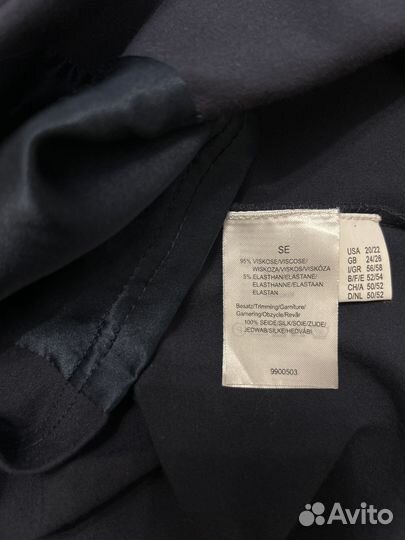 SE
95% VISKOSE/VISCOSE/
WISKOZA/VISKOS/VISKÓZA
5% ELASTHAN/ELASTANE/
ELASTHANNE/ELASTAAN
ELASTAN
Besatz/Trimming/Garniture/
Garnering/Obzycie/Revår
100% SEIDE/SILK/SOIE/ZIJDE/
JEDWAB/SILKE/HEDVÁBÍ
9900503
USA 20/22
GB 24/26
I/GR 56/58
B/F/E 52/54
CH/A 50/52
D/NL 50/52
Avito